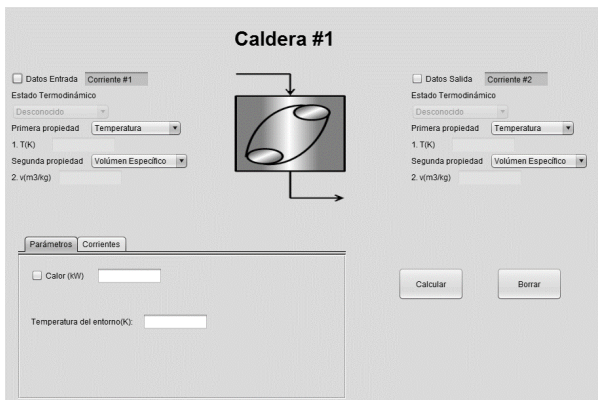 Caldera #1
Datos Entrada Corriente #1
Estado Termodinámico
Desconocido
Primera propiedad Temperatura
1. T(K)
Segunda propiedad Volúmen Específico
2. v(m3/kg)
Datos Salida Corriente #2
Estado Termodinámico
Desconocido
Primera propiedad Temperatura
1. T(K)
Segunda propiedad Volúmen Específico
2. v(m3/kg)
Parámetros Corrientes
Calor (kW)
Temperatura del entorno(K):
Calcular Borrar